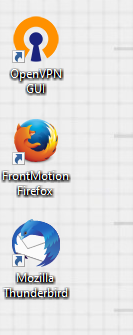 OpenVPN
GUI
FrontMotion
Firefox
Mozilla
Thunderbird